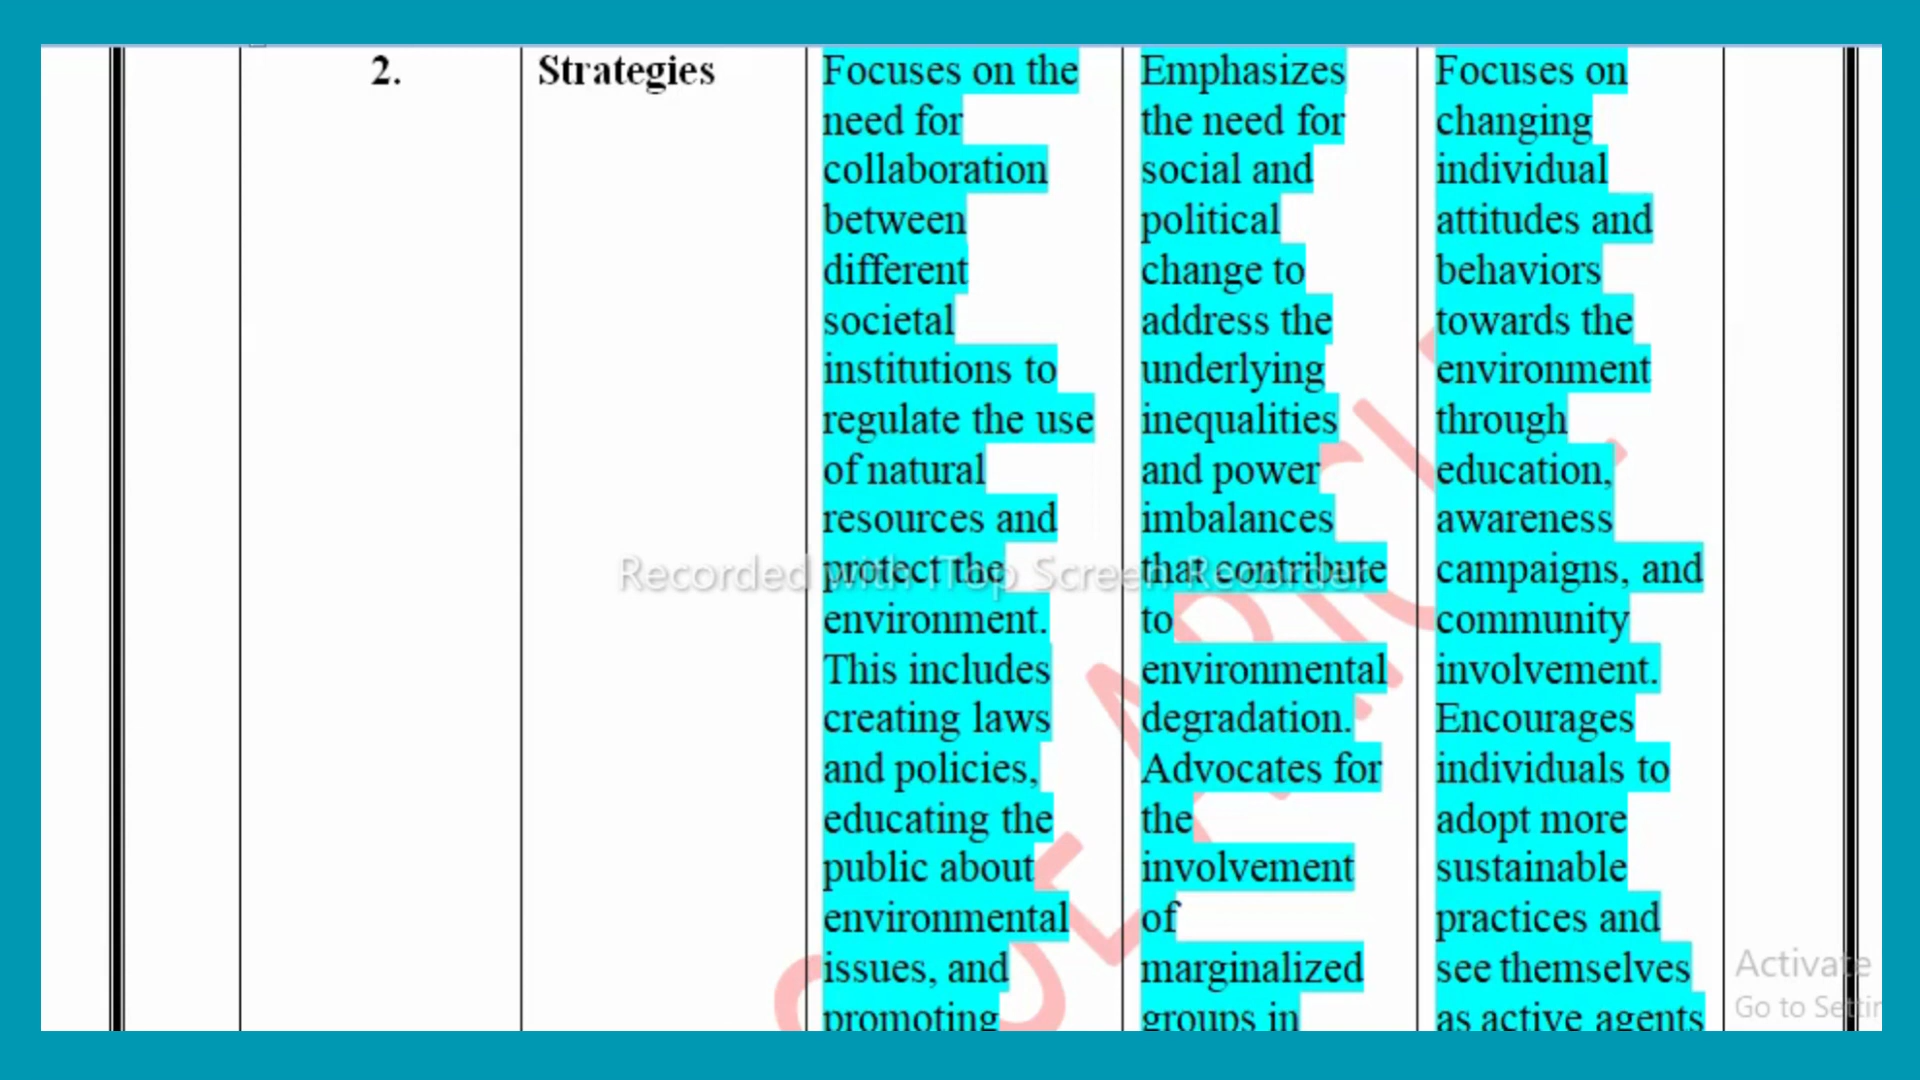 2.
Strategies
Focuses on the
need for
collaboration
between
different
societal
institutions to
regulate the use
of natural
resources and
protect the
environment.
This includes
creating laws
and policies,
educating the
public about
environmental
issues, and
promoting
Emphasizes
the need for
social and
political
change to
address the
underlying
inequalities
and power
imbalances
that contribute
to
environmental
degradation.
Advocates for
the
involvement
of
marginalized
groups in
Focuses on
changing
individual
attitudes and
behaviors
towards the
environment
through
education,
awareness
campaigns, and
community
involvement.
Encourages
individuals to
adopt more
sustainable
practices and
see themselves
as active agents
Recorded with iTop Screen Recorder
Activate
Go to Settin